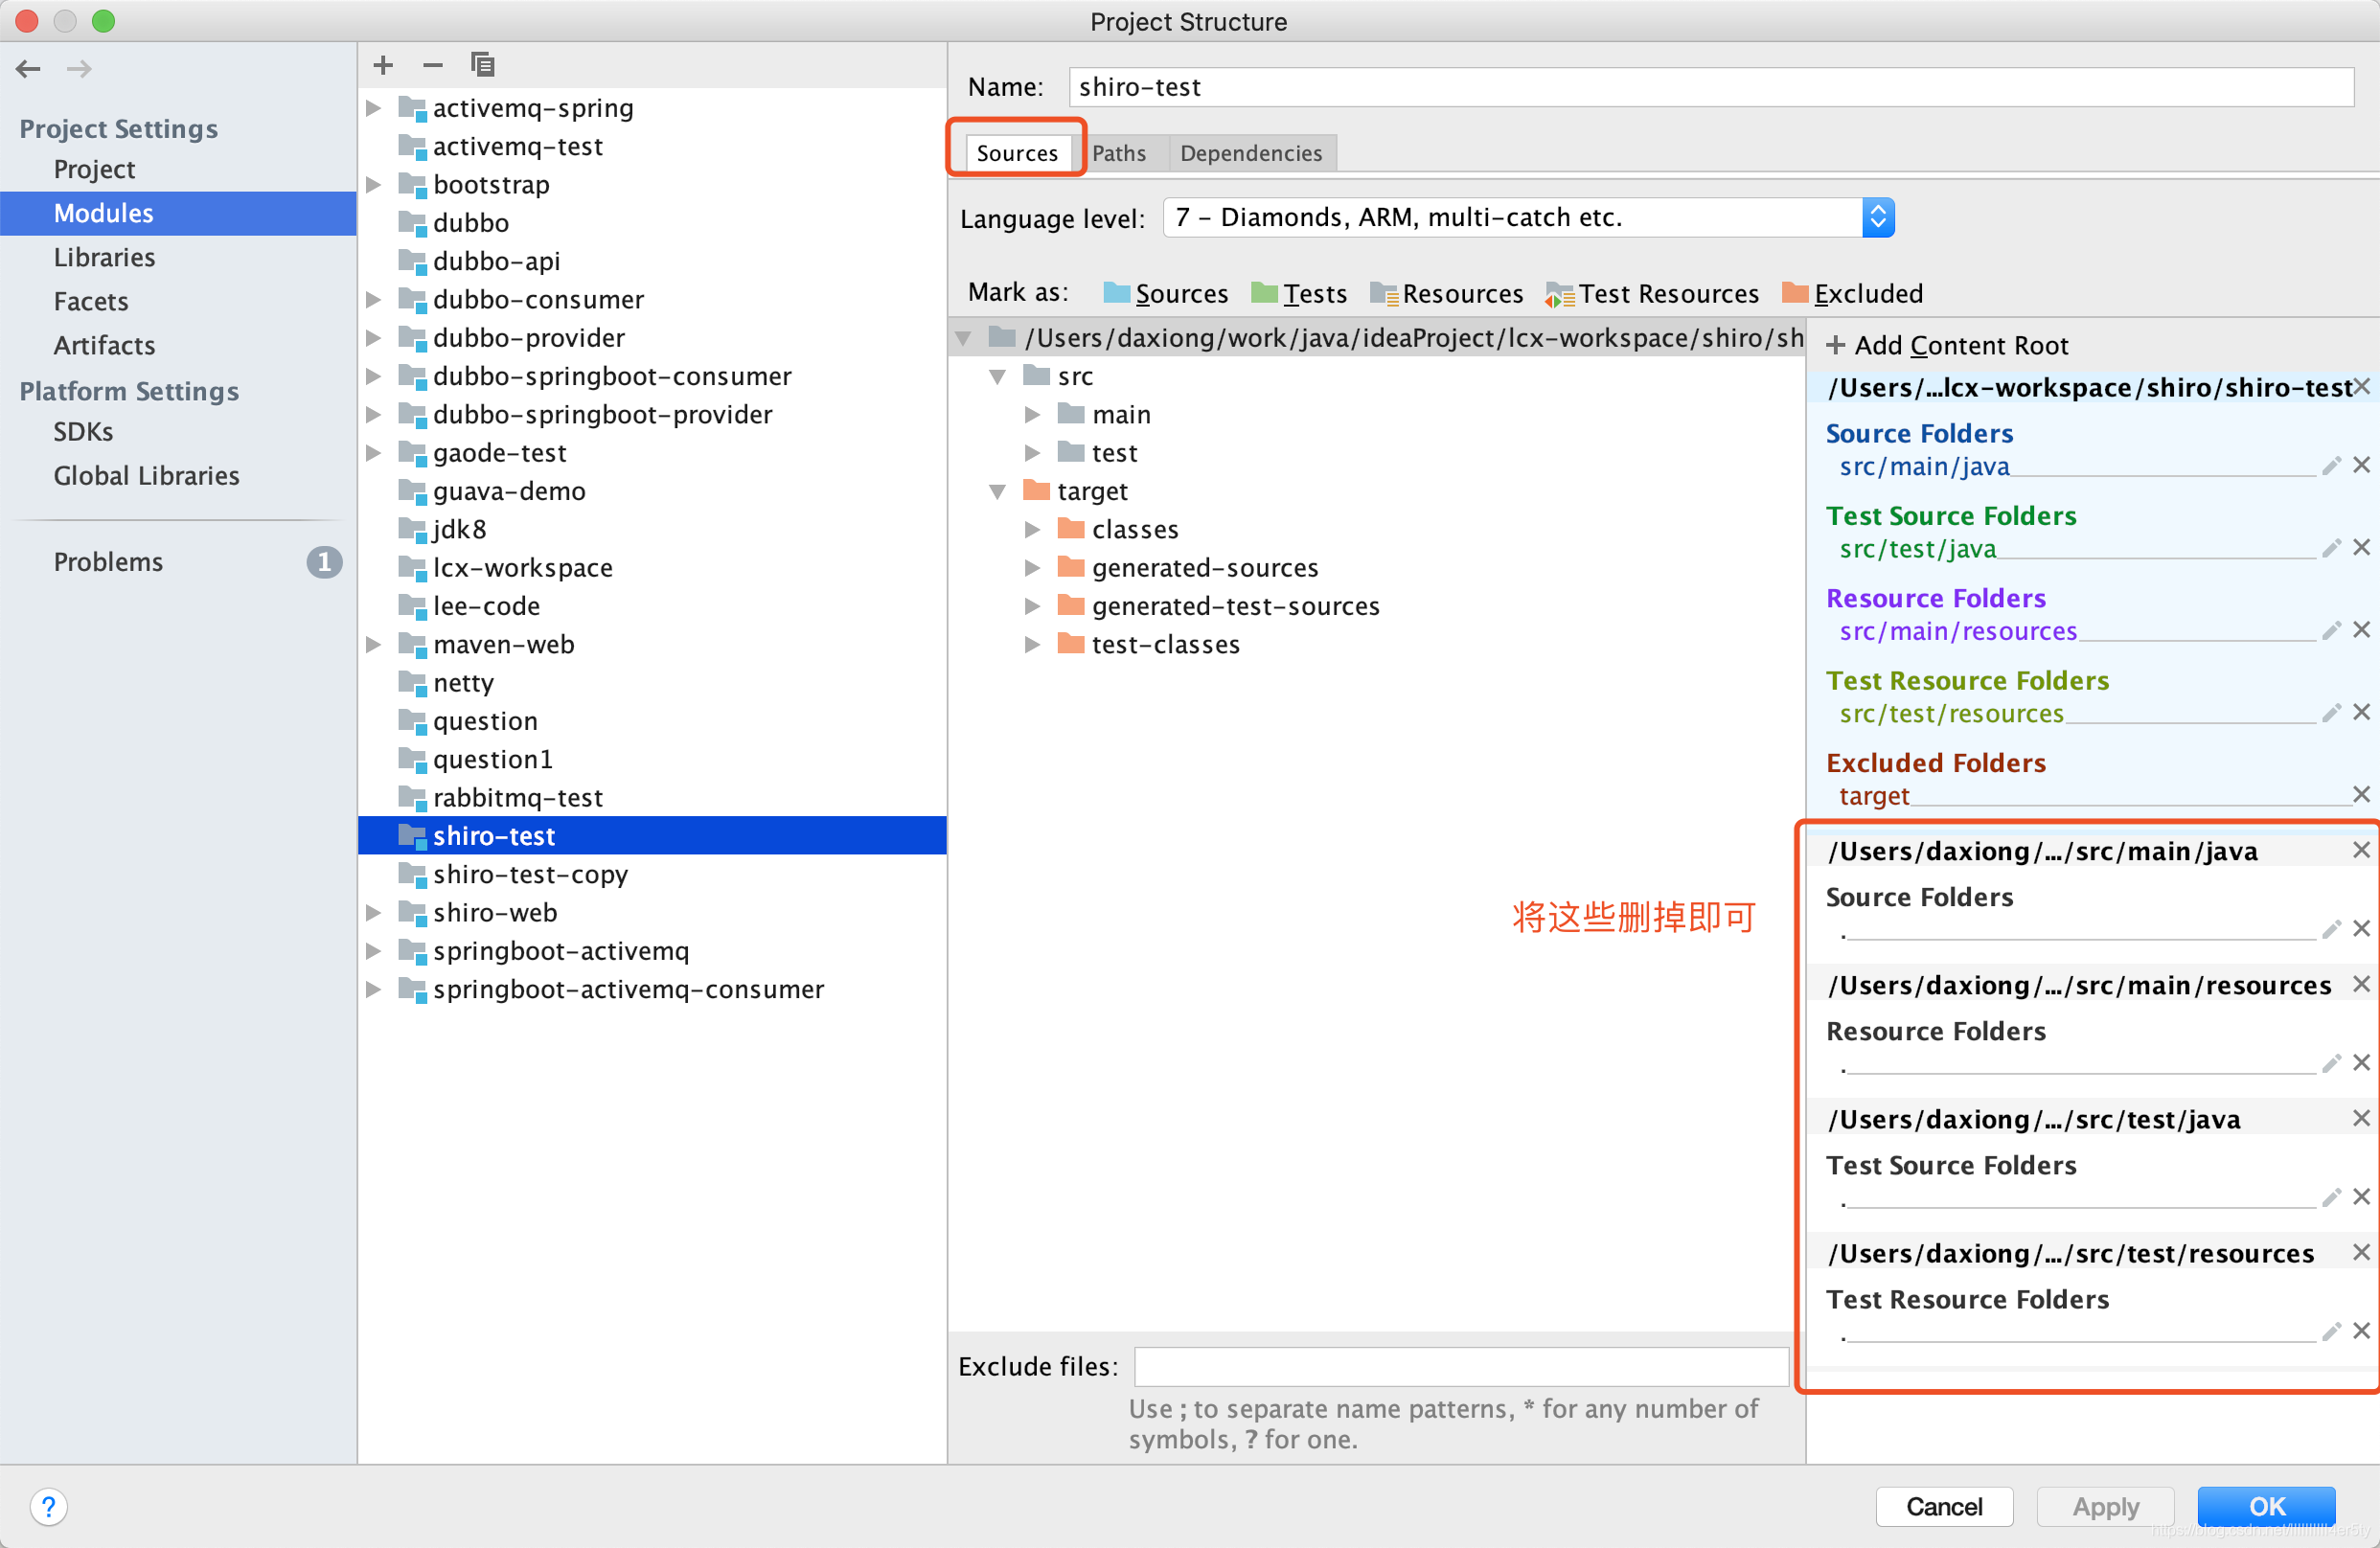 Project Structure
Project Settings
Project
Modules
Libraries
Facets
Artifacts
Platform Settings
SDKs
Global Libraries
Problems
1
activemq-spring
activemq-test
bootstrap
dubbo
dubbo-api
dubbo-consumer
dubbo-provider
dubbo-springboot-consumer
dubbo-springboot-provider
gaode-test
guava-demo
jdk8
lcx-workspace
lee-code
maven-web
netty
question
question1
rabbitmq-test
shiro-test
shiro-test-copy
shiro-web
springboot-activemq
springboot-activemq-consumer
Name: shiro-test
Sources Paths Dependencies
Language level: 7 - Diamonds, ARM, multi-catch etc.
Mark as: Sources Tests Resources Test Resources Excluded
/Users/daxiong/work/java/ideaProject/lcx-workspace/shiro/sh
src
main
test
target
classes
generated-sources
generated-test-sources
test-classes
将这些删掉即可
Exclude files:
Use ; to separate name patterns, * for any number of
symbols, ? for one.
+ Add Content Root
/Users/...lcx-workspace/shiro/shiro-test
Source Folders
src/main/java
Test Source Folders
src/test/java
Resource Folders
src/main/resources
Test Resource Folders
src/test/resources
Excluded Folders
target
/Users/daxiong/.../src/main/java
Source Folders
.
/Users/daxiong/.../src/main/resources
Resource Folders
.
/Users/daxiong/.../src/test/java
Test Source Folders
.
/Users/daxiong/.../src/test/resources
Test Resource Folders
.
?
Cancel Apply OK